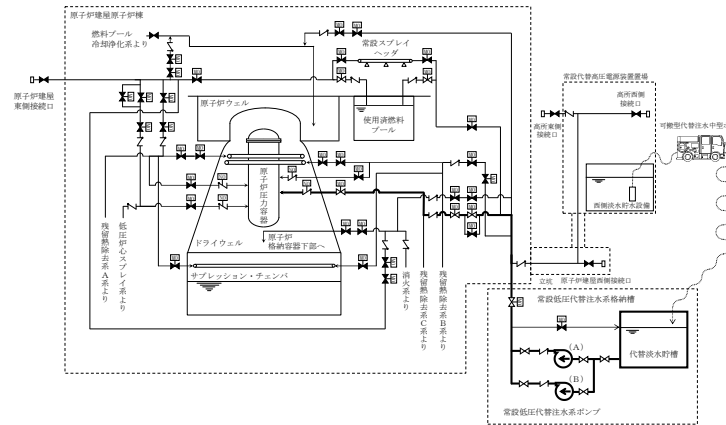 原子炉建屋原子炉棟
燃料プール
冷却浄化系より
原子炉建屋
東側接続口
常設スプレイ
ヘッダ
原子炉ウェル
使用済燃料
プール
原子炉圧力容器
ドライウェル
原子炉
格納容器下部へ
サプレッション・チェンバ
残留熱除去系A系より
低圧炉心スプレイ系より
消火系より
残留熱除去系C系より
残留熱除去系B系より
常設代替高圧電源装置置場
高所西側
接続口
高所東側
接続口
西側淡水貯水設備
可搬型代替注水中型ポ
立坑
原子炉建屋西側接続口
常設低圧代替注水系格納槽
代替淡水貯槽
(A)
(B)
常設低圧代替注水系ポンプ